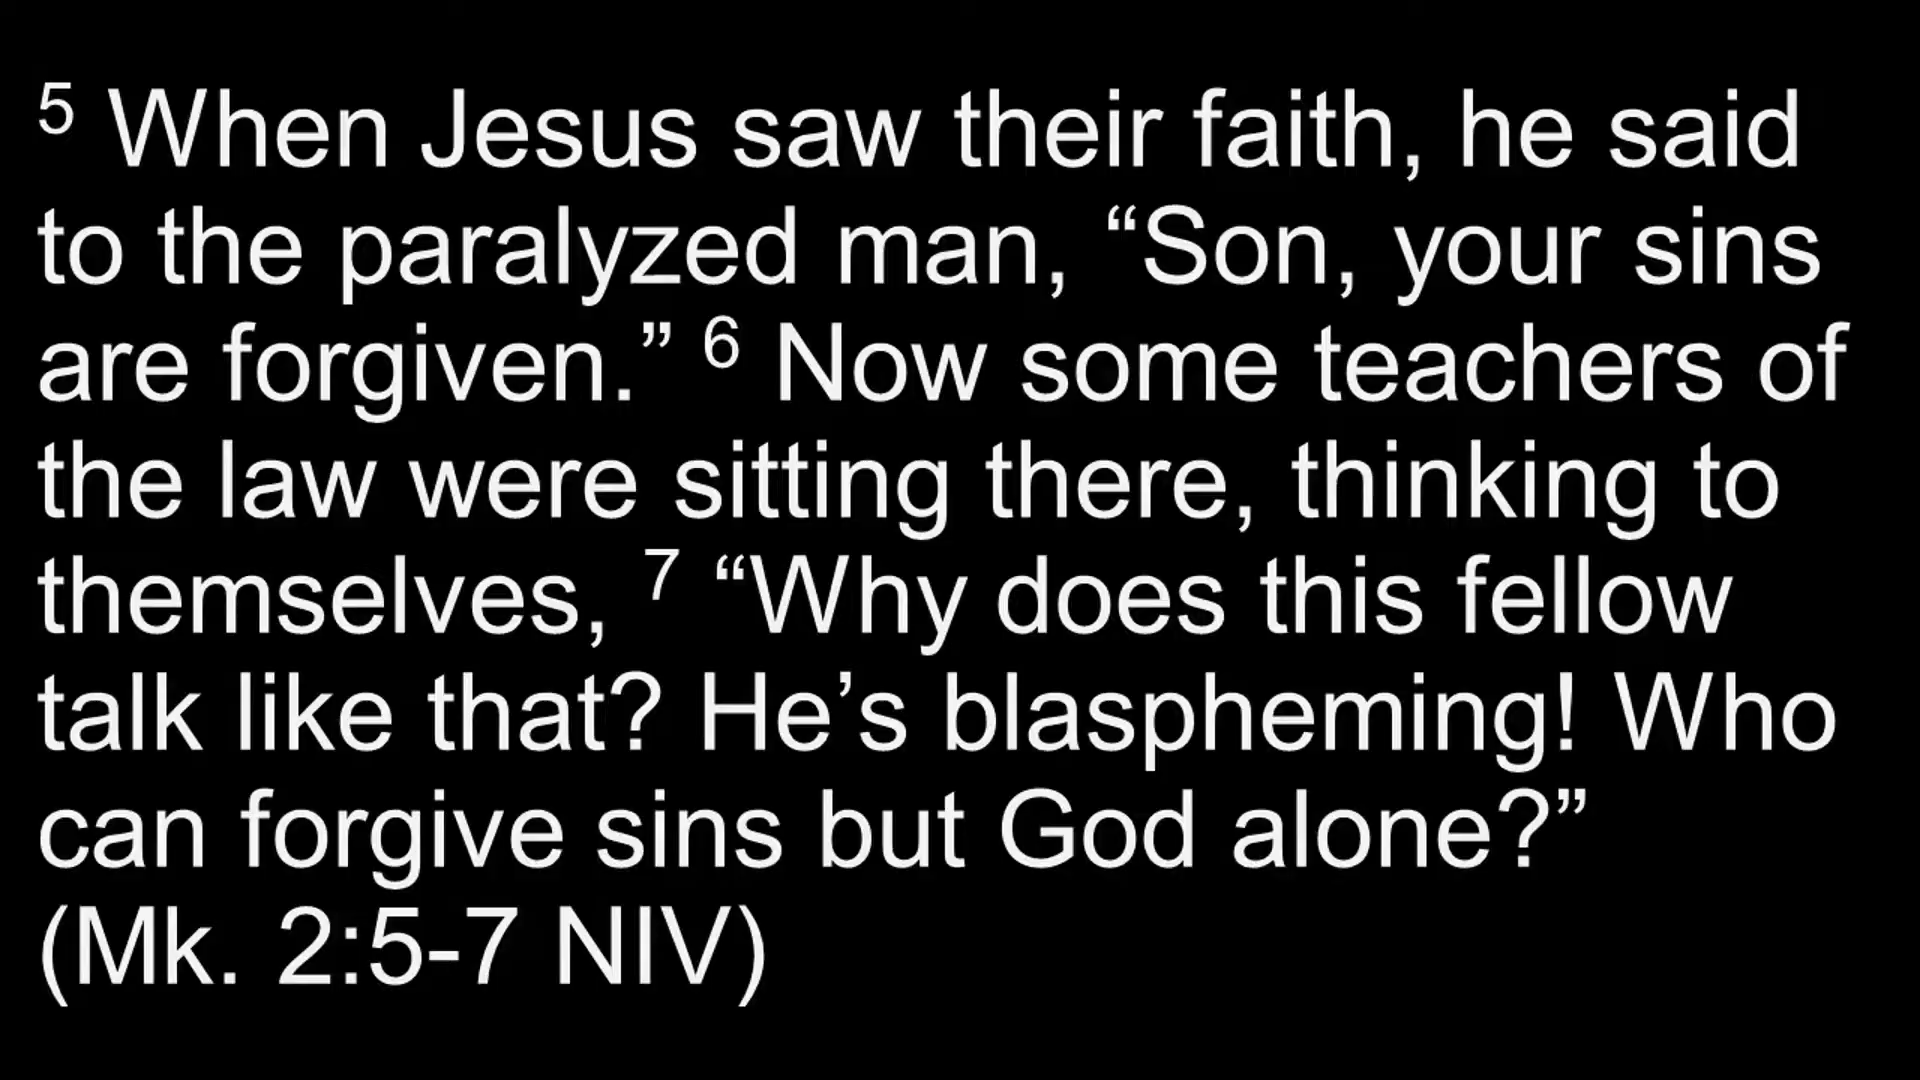 5 When Jesus saw their faith, he said
to the paralyzed man, “Son, your sins
are forgiven.” 6 Now some teachers of
the law were sitting there, thinking to
themselves, 7 “Why does this fellow
talk like that? He’s blaspheming! Who
can forgive sins but God alone?”
(Mk. 2:5-7 NIV)